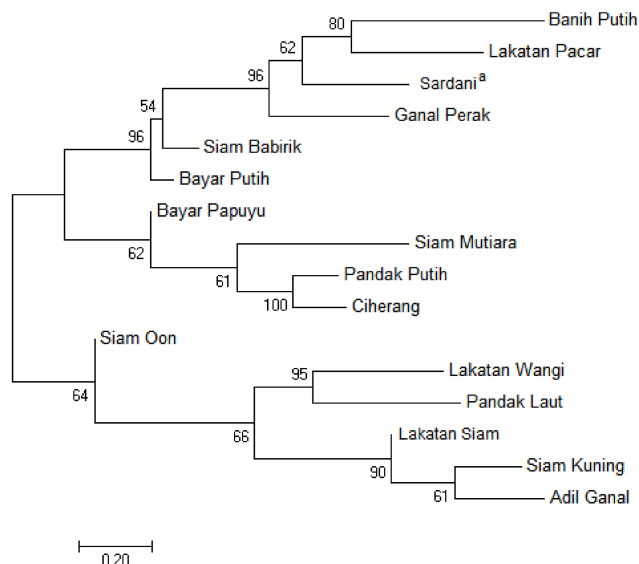 80
Banih Putih
62
Lakatan Pacar
96
Sardani^a
54
Ganal Perak
96
Siam Babirik
Bayar Putih
Bayar Papuyu
62
Siam Mutiara
61
Pandak Putih
100
Ciherang
Siam Oon
64
95
Lakatan Wangi
Pandak Laut
66
Lakatan Siam
90
Siam Kuning
61
Adil Ganal
0.20